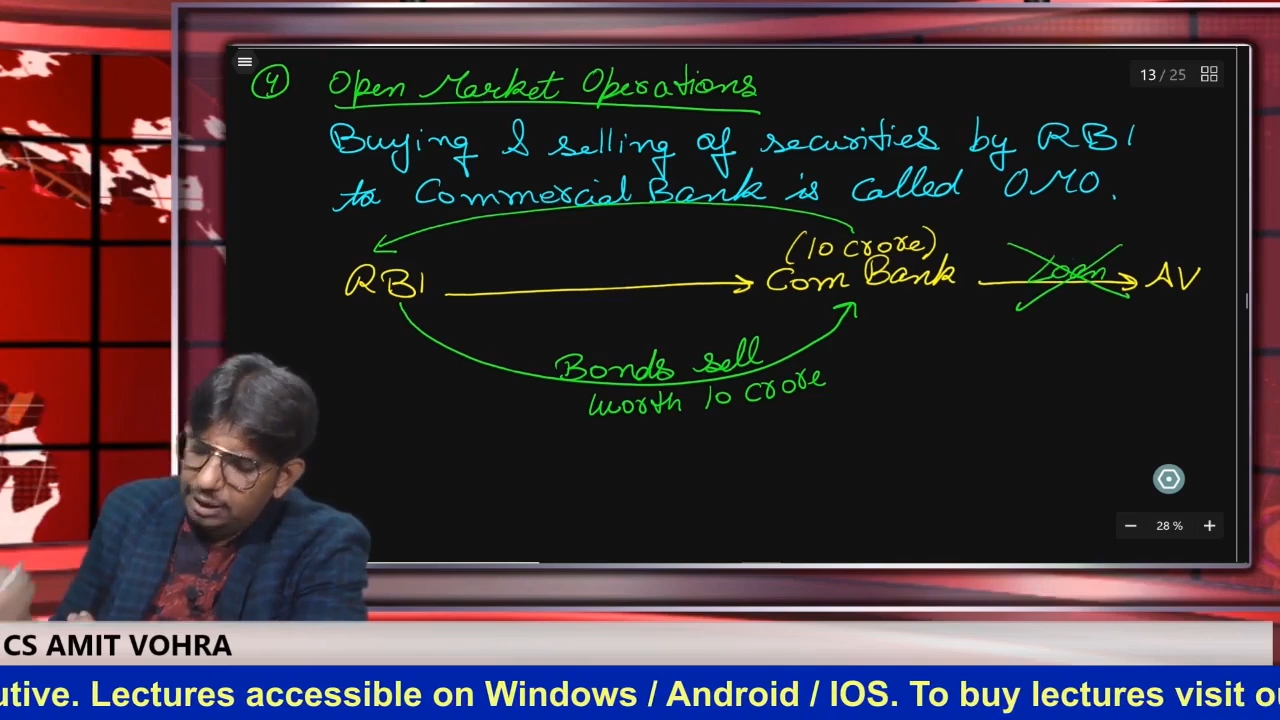 ④ Open Market Operations
13 / 25
Buying & selling of securities by RBI
to Commercial Bank is called OMO.
(10 crore)
RBI Com Bank Loan AV
Bonds sell
worth 10 crore
28 %
CS AMIT VOHRA
utive. Lectures accessible on Windows / Android / IOS. To buy lectures visit o